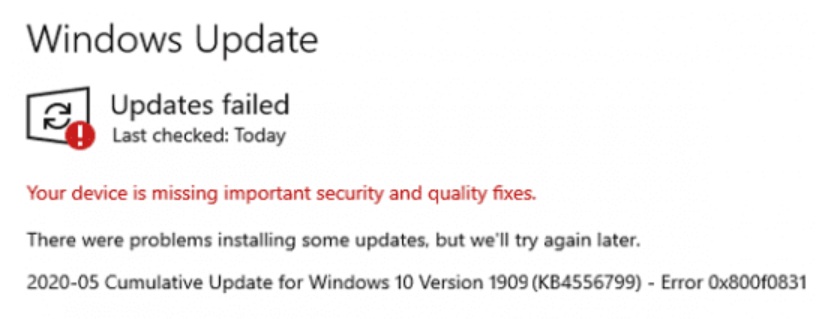 Windows Update
Updates failed
Last checked: Today
Your device is missing important security and quality fixes.
There were problems installing some updates, but we'll try again later.
2020-05 Cumulative Update for Windows 10 Version 1909 (KB4556799) - Error 0x800f0831